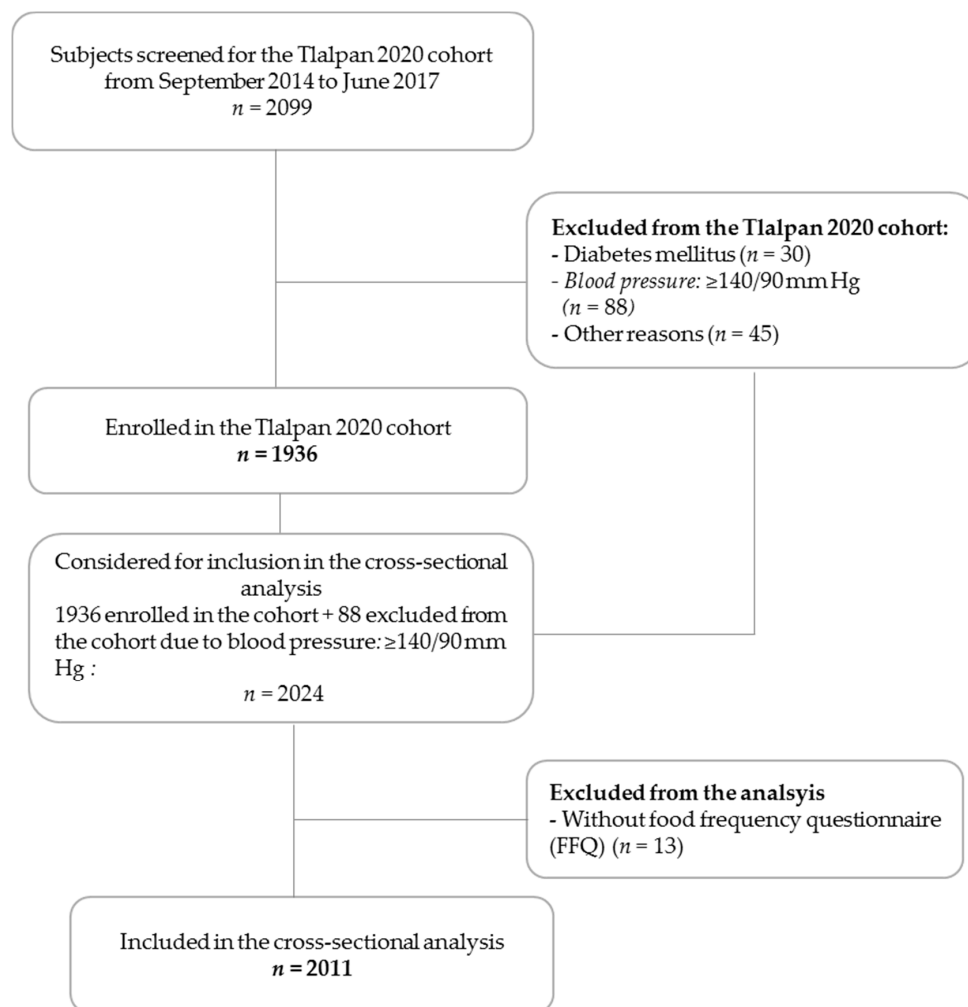 Subjects screened for the Tlalpan 2020 cohort
from September 2014 to June 2017
n = 2099
Excluded from the Tlalpan 2020 cohort:
- Diabetes mellitus (n = 30)
- Blood pressure: ≥140/90 mm Hg
(n = 88)
- Other reasons (n = 45)
Enrolled in the Tlalpan 2020 cohort
n = 1936
Considered for inclusion in the cross-sectional
analysis
1936 enrolled in the cohort + 88 excluded from
the cohort due to blood pressure: ≥140/90 mm
Hg :
n = 2024
Excluded from the analsyis
- Without food frequency questionnaire
(FFQ) (n = 13)
Included in the cross-sectional analysis
n = 2011